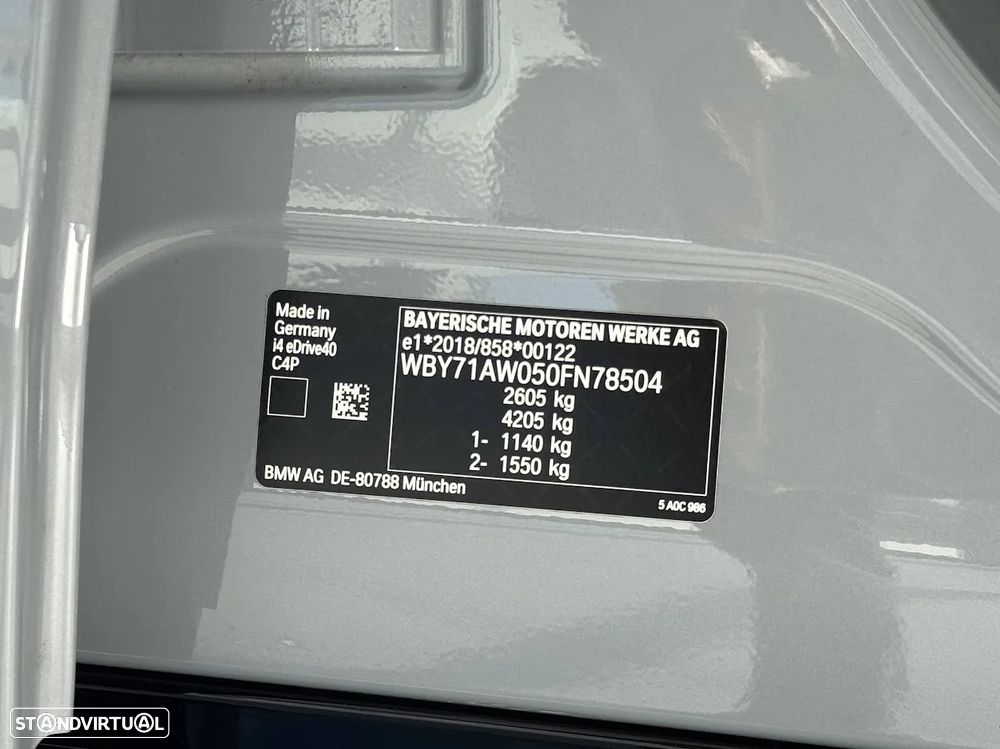 Made in
Germany
i4 eDrive40
C4P
BAYERISCHE MOTOREN WERKE AG
e1*2018/858*00122
WBY71AW050FN78504
2605 kg
4205 kg
1- 1140 kg
2- 1550 kg
BMW AG DE-80788 München
5 A0C 986
STANDVIRTUAL